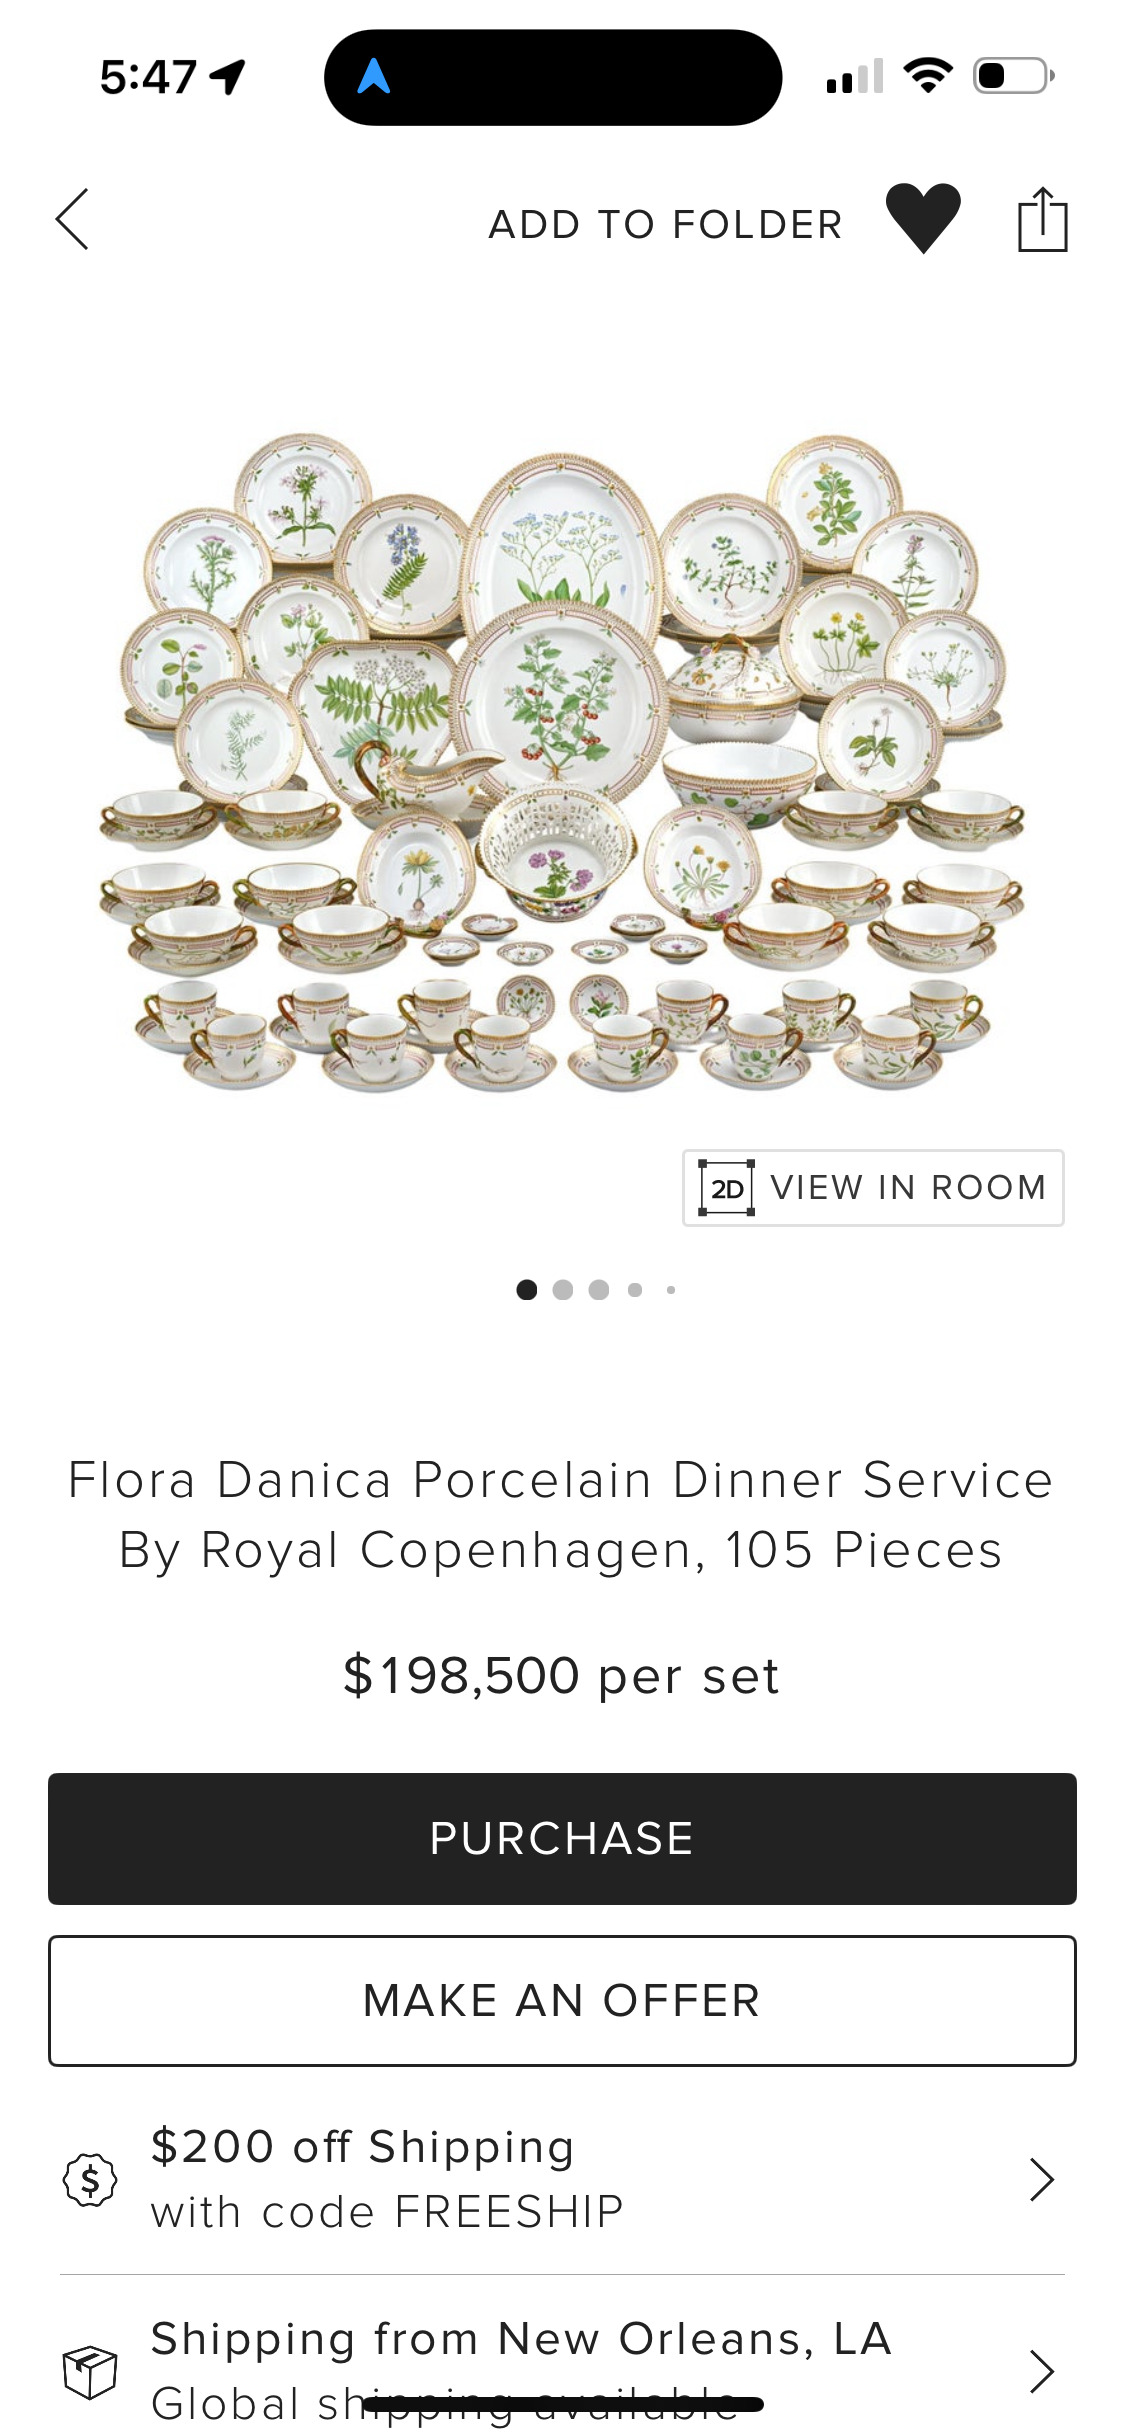 5:47
ADD TO FOLDER
2D VIEW IN ROOM
Flora Danica Porcelain Dinner Service
By Royal Copenhagen, 105 Pieces
$198,500 per set
PURCHASE
MAKE AN OFFER
$200 off Shipping
with code FREESHIP
Shipping from New Orleans, LA
Global shipping available